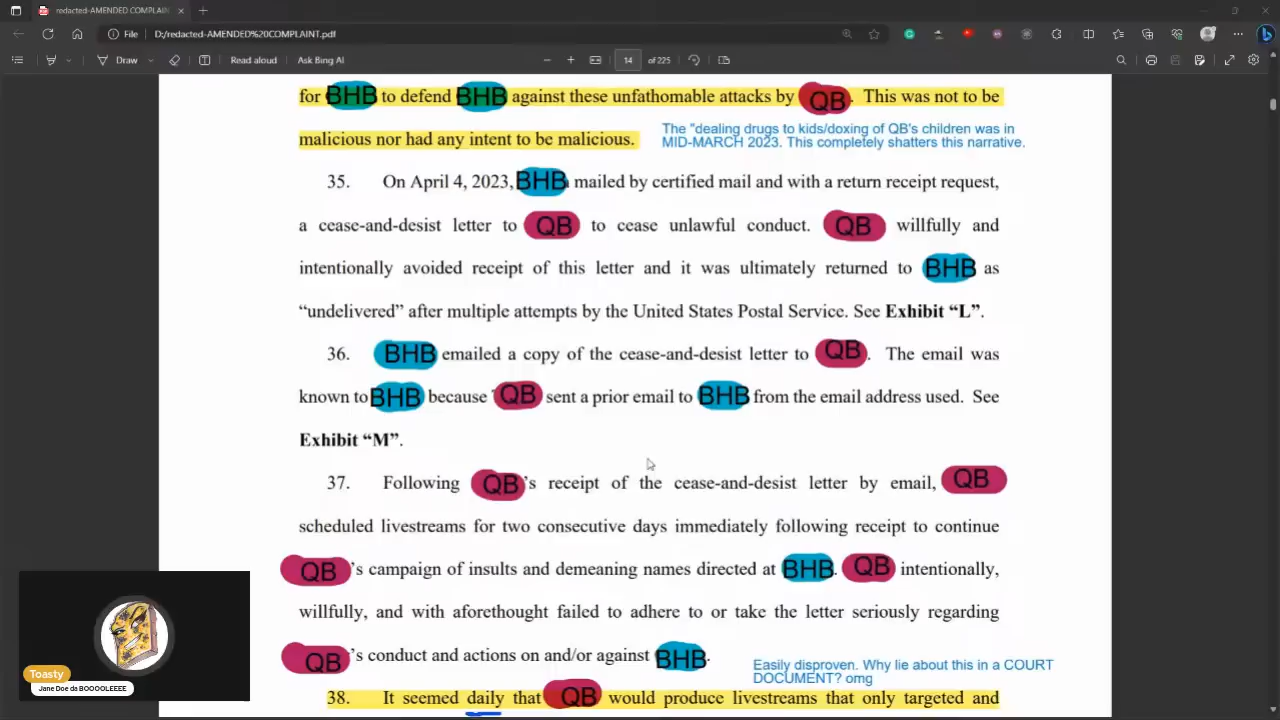 redacted-AMENDED COMPLAIN
File
D:/redacted-AMENDED%20COMPLAINT.pdf
Draw
Read aloud
Ask Bing AI
14
of 225
for BHB to defend BHB against these unfathomable attacks by QB. This was not to be
malicious nor had any intent to be malicious.
The "dealing drugs to kids/doxing of QB's children was in
MID-MARCH 2023. This completely shatters this narrative.
35. On April 4, 2023, BHB mailed by certified mail and with a return receipt request,
a cease-and-desist letter to QB to cease unlawful conduct. QB willfully and
intentionally avoided receipt of this letter and it was ultimately returned to BHB as
“undelivered” after multiple attempts by the United States Postal Service. See Exhibit “L”.
36. BHB emailed a copy of the cease-and-desist letter to QB. The email was
known to BHB because QB sent a prior email to BHB from the email address used. See
Exhibit “M”.
37. Following QB’s receipt of the cease-and-desist letter by email, QB
scheduled livestreams for two consecutive days immediately following receipt to continue
QB’s campaign of insults and demeaning names directed at BHB. QB intentionally,
willfully, and with aforethought failed to adhere to or take the letter seriously regarding
QB’s conduct and actions on and/or against BHB.
Easily disproven. Why lie about this in a COURT
DOCUMENT? omg
38. It seemed daily that QB would produce livestreams that only targeted and
Toasty
Jane Doe da BOOOOLEEEE